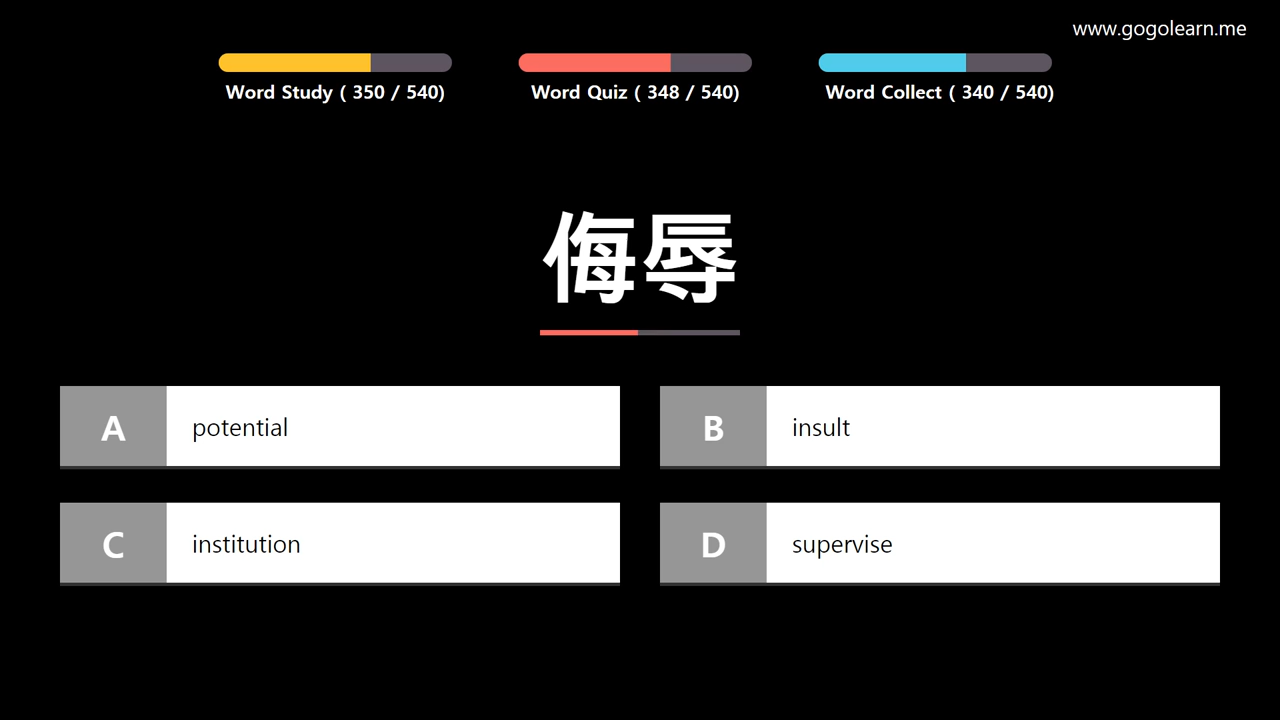 www.gogolearn.me
Word Study ( 350 / 540)
Word Quiz ( 348 / 540)
Word Collect ( 340 / 540)
侮辱
A potential
B insult
C institution
D supervise